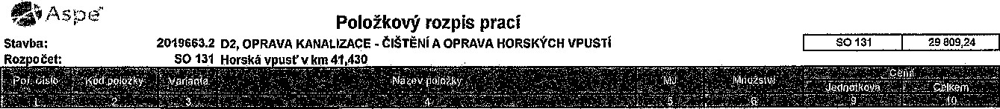 Aspe
Položkový rozpis prací
Stavba: 2019663.2 D2, OPRAVA KANALIZACE - ČIŠTĚNÍ A OPRAVA HORSKÝCH VPUSTÍ SO 131 29 809,24
Rozpočet: SO 131 Horská vpusť v km 41,430
Poř. číslo Kód položky Varianta Název položky MJ Množství Cena
Jednotková Celkem
1 2 3 4 5 6 9 10